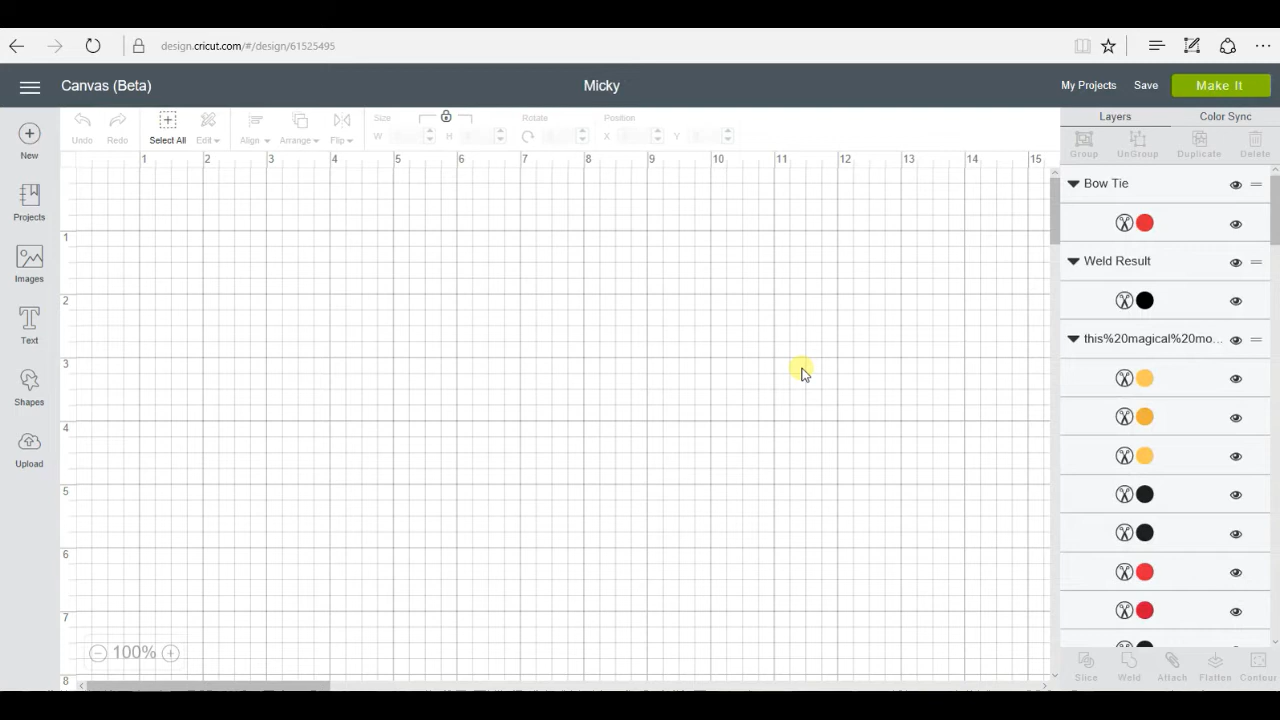 design.cricut.com/#/design/61525495
Canvas (Beta)
Micky
My Projects
Save
Make It
Undo
Redo
Select All
Edit
Align
Arrange
Flip
Size
W
H
Rotate
Position
X
Y
Layers
Color Sync
Group
UnGroup
Duplicate
Delete
1 2 3 4 5 6 7 8 9 10 11 12 13 14 15
New
Projects
Images
Text
Shapes
Upload
1
2
3
4
5
6
7
8
Bow Tie
Weld Result
this%20magical%20mo...
100%
Slice
Weld
Attach
Flatten
Contour